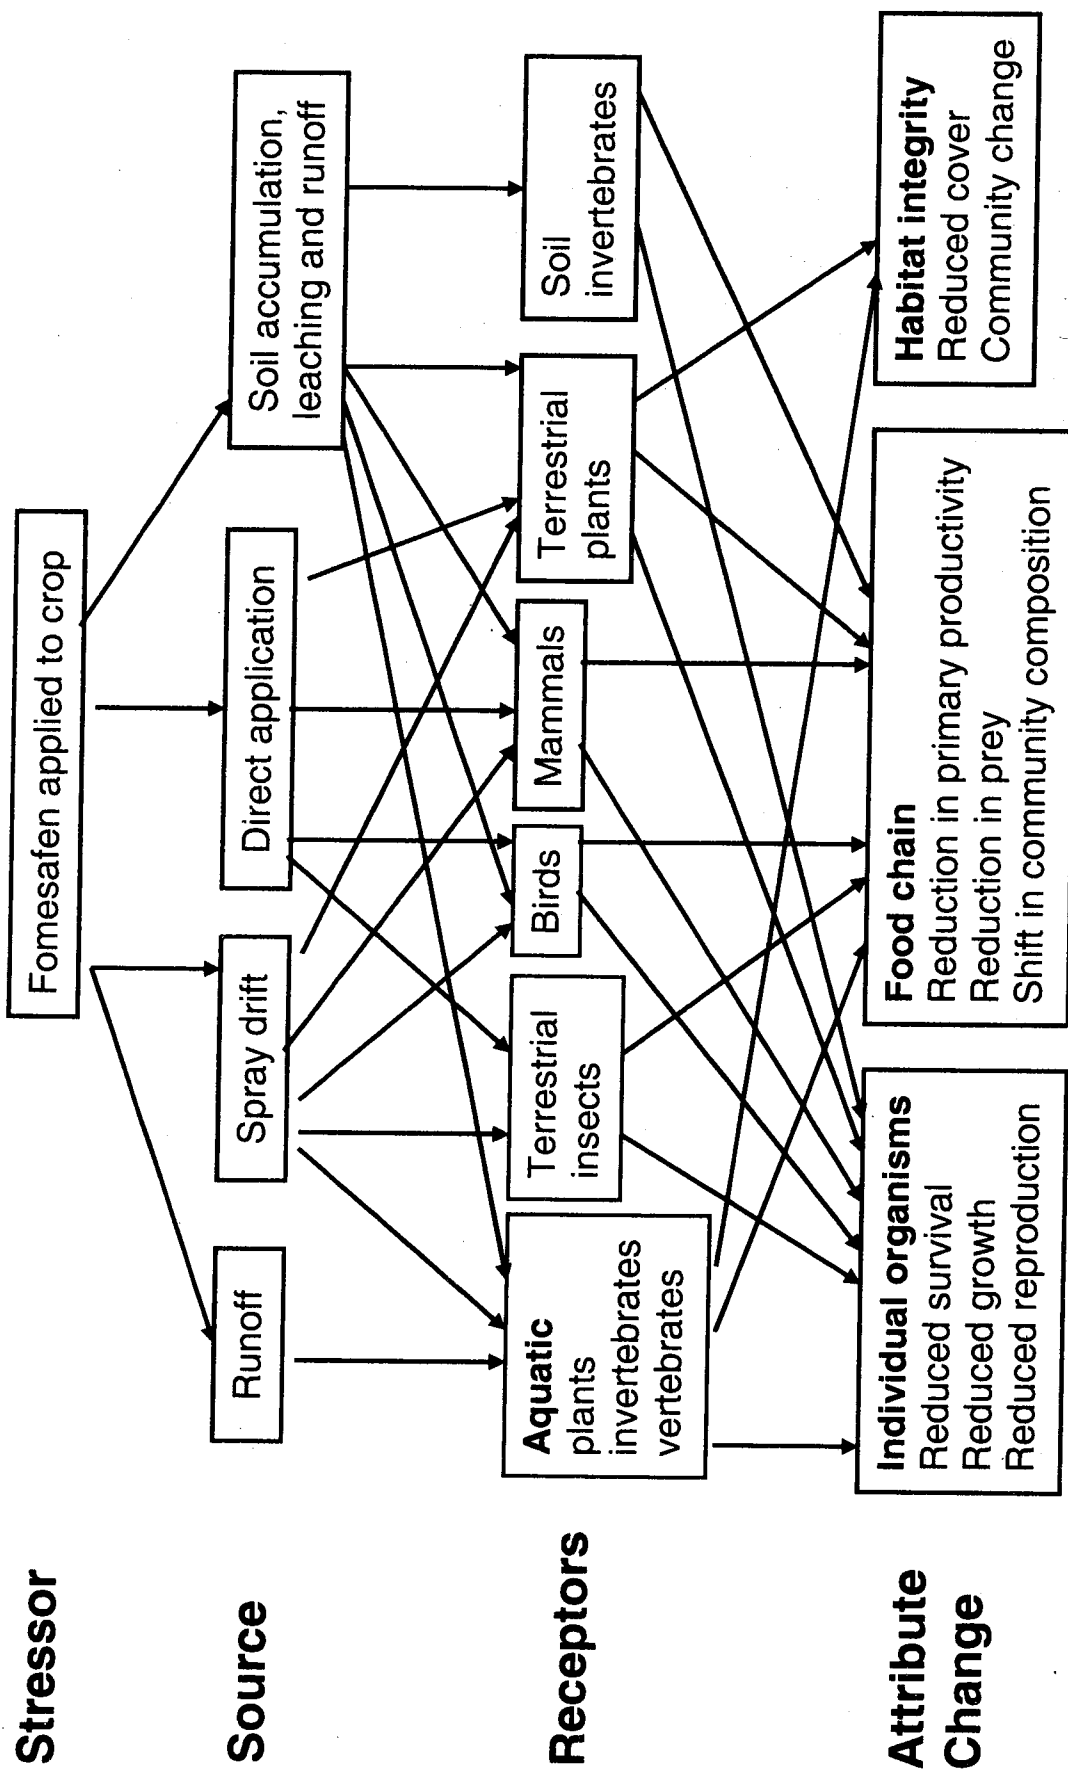 Stressor
Fomesafen applied to crop
Source
Runoff
Spray drift
Direct application
Soil accumulation,
leaching and runoff
Receptors
Aquatic
plants
invertebrates
vertebrates
Terrestrial
insects
Birds
Mammals
Terrestrial
plants
Soil
invertebrates
Attribute
Change
Individual organisms
Reduced survival
Reduced growth
Reduced reproduction
Food chain
Reduction in primary productivity
Reduction in prey
Shift in community composition
Habitat integrity
Reduced cover
Community change